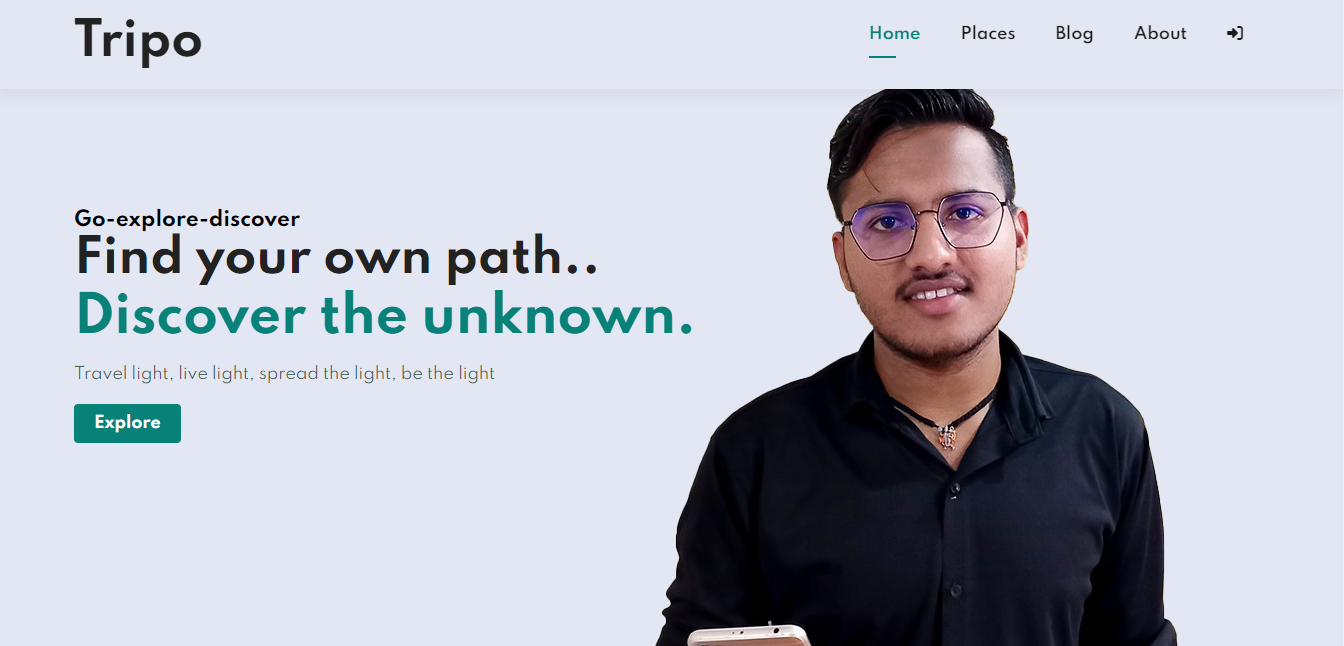 Tripo
Home Places Blog About
Go-explore-discover
Find your own path..
Discover the unknown.
Travel light, live light, spread the light, be the light
Explore